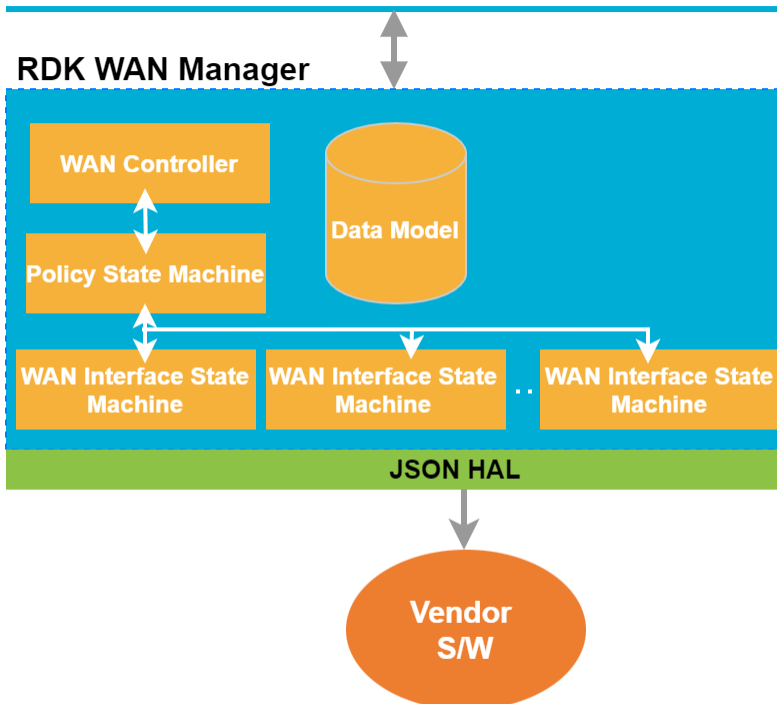 RDK WAN Manager
WAN Controller
Data Model
Policy State Machine
WAN Interface State
Machine
WAN Interface State
Machine
..
WAN Interface State
Machine
JSON HAL
Vendor
S/W